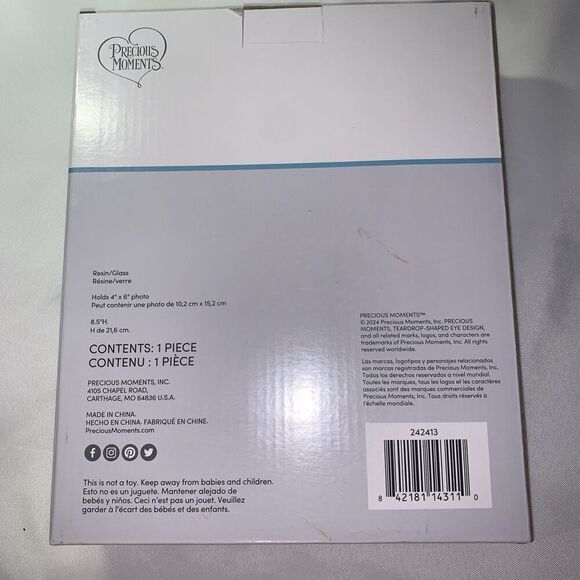 PRECIOUS
MOMENTS™
Resin/Glass
Résine/verre
Holds 4" x 6" photo
Peut contenir une photo de 10,2 cm x 15,2 cm
8.5"H.
H de 21,6 cm.
CONTENTS: 1 PIECE
CONTENU : 1 PIÈCE
PRECIOUS MOMENTS, INC.
4105 CHAPEL ROAD,
CARTHAGE, MO 64836 U.S.A.
MADE IN CHINA.
HECHO EN CHINA. FABRIQUÉ EN CHINE.
PreciousMoments.com
This is not a toy. Keep away from babies and children.
Esto no es un juguete. Mantener alejado de
bebés y niños. Ceci n'est pas un jouet. Veuillez
garder à l'écart des bébés et des enfants.
PRECIOUS MOMENTS™
© 2024 Precious Moments, Inc. PRECIOUS
MOMENTS, TEARDROP-SHAPED EYE DESIGN,
and all related marks, logos, and characters are
trademarks of Precious Moments, Inc. All rights
reserved worldwide.
Las marcas, logotipos y personajes relacionados
son marcas registradas de Precious Moments, Inc.
Todos los derechos reservados a nivel mundial.
Toutes les marques, tous les logos et les caractères
associés sont des marques déposées de
Precious Moments, Inc. Tous droits réservés à
l'échelle mondiale.
242413
8 42181 14311 0